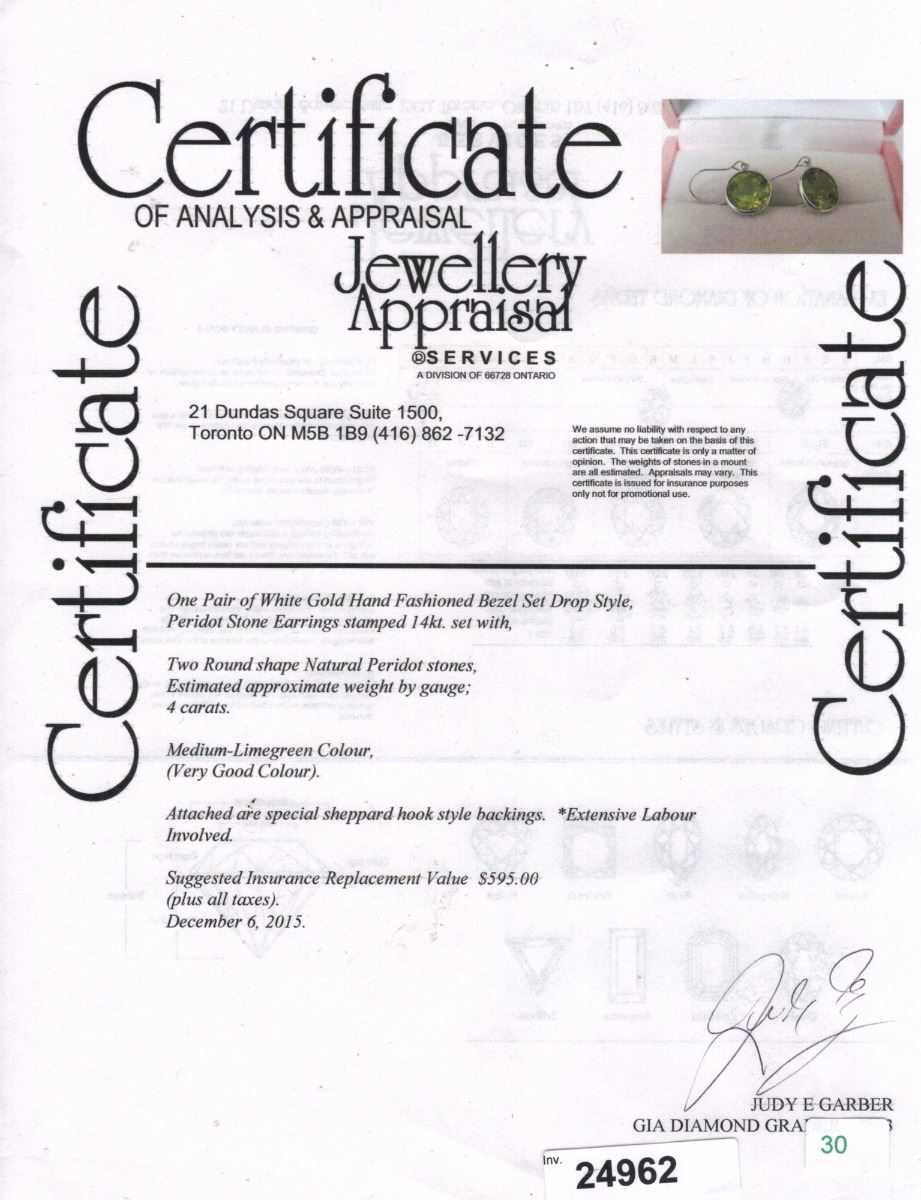 Certificate
OF ANALYSIS & APPRAISAL
Jewellery
Appraisal
®SERVICES
A DIVISION OF 66728 ONTARIO
Certificate
Certificate
21 Dundas Square Suite 1500,
Toronto ON M5B 1B9 (416) 862 -7132
We assume no liability with respect to any
action that may be taken on the basis of this
certificate. This certificate is only a matter of
opinion. The weights of stones in a mount
are all estimated. Appraisals may vary. This
certificate is issued for insurance purposes
only not for promotional use.
One Pair of White Gold Hand Fashioned Bezel Set Drop Style,
Peridot Stone Earrings stamped 14kt. set with,
Two Round shape Natural Peridot stones,
Estimated approximate weight by gauge;
4 carats.
Medium-Limegreen Colour,
(Very Good Colour).
Attached are special sheppard hook style backings. *Extensive Labour
Involved.
Suggested Insurance Replacement Value $595.00
(plus all taxes).
December 6, 2015.
JUDY E GARBER
GIA DIAMOND
30
Inv.
24962